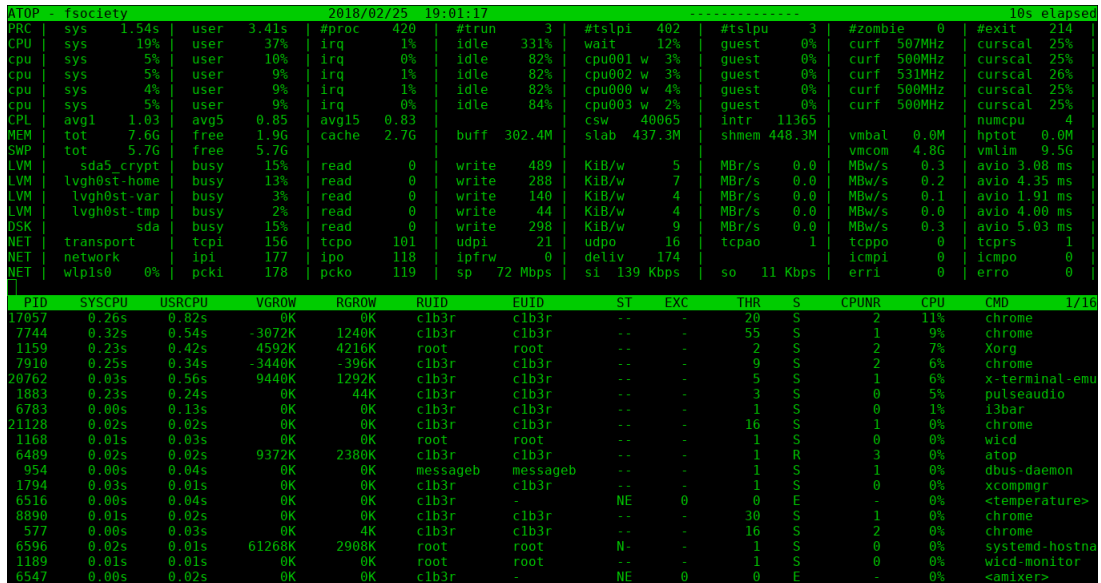 ATOP - fsociety 2018/02/25 19:01:17 -------------- 10s elapsed
PRC | sys 1.54s | user 3.41s | #proc 420 | #trun 3 | #tslpi 402 | #tslpu 3 | #zombie 0 | #exit 214 |
CPU | sys 19% | user 37% | irq 1% | idle 331% | wait 12% | guest 0% | curf 507MHz | curscal 25% |
cpu | sys 5% | user 10% | irq 0% | idle 82% | cpu001 w 3% | guest 0% | curf 500MHz | curscal 25% |
cpu | sys 5% | user 9% | irq 1% | idle 82% | cpu002 w 3% | guest 0% | curf 531MHz | curscal 26% |
cpu | sys 4% | user 9% | irq 1% | idle 82% | cpu000 w 4% | guest 0% | curf 500MHz | curscal 25% |
cpu | sys 5% | user 9% | irq 0% | idle 84% | cpu003 w 2% | guest 0% | curf 500MHz | curscal 25% |
CPL | avg1 1.03 | avg5 0.85 | avg15 0.83 | | csw 40065 | intr 11365 | | numcpu 4 |
MEM | tot 7.6G | free 1.9G | cache 2.7G | buff 302.4M | slab 437.3M | shmem 448.3M | vmbal 0.0M | hptot 0.0M |
SWP | tot 5.7G | free 5.7G | | | | | vmcom 4.8G | vmlim 9.5G |
LVM | sda5_crypt | busy 15% | read 0 | write 489 | KiB/w 5 | MBr/s 0.0 | MBw/s 0.3 | avio 3.08 ms |
LVM | lvgh0st-home | busy 13% | read 0 | write 288 | KiB/w 7 | MBr/s 0.0 | MBw/s 0.2 | avio 4.35 ms |
LVM | lvgh0st-var | busy 3% | read 0 | write 140 | KiB/w 4 | MBr/s 0.0 | MBw/s 0.1 | avio 1.91 ms |
LVM | lvgh0st-tmp | busy 2% | read 0 | write 44 | KiB/w 4 | MBr/s 0.0 | MBw/s 0.0 | avio 4.00 ms |
DSK | sda | busy 15% | read 0 | write 298 | KiB/w 9 | MBr/s 0.0 | MBw/s 0.3 | avio 5.03 ms |
NET | transport | tcpi 156 | tcpo 101 | udpi 21 | udpo 16 | tcpao 1 | tcppo 0 | tcprs 1 |
NET | network | ipi 177 | ipo 118 | ipfrw 0 | deliv 174 | | icmpi 0 | icmpo 0 |
NET | wlp1s0 0% | pcki 178 | pcko 119 | sp 72 Mbps | si 139 Kbps | so 11 Kbps | erri 0 | erro 0 |
PID SYSCPU USRCPU VGROW RGROW RUID EUID ST EXC THR S CPUNR CPU CMD 1/16
17057 0.26s 0.82s 0K 0K c1b3r c1b3r -- - 20 S 2 11% chrome
7744 0.32s 0.54s -3072K 1240K c1b3r c1b3r -- - 55 S 1 9% chrome
1159 0.23s 0.42s 4592K 4216K root root -- - 2 S 2 7% Xorg
7910 0.25s 0.34s -3440K -396K c1b3r c1b3r -- - 9 S 2 6% chrome
20762 0.03s 0.56s 9440K 1292K c1b3r c1b3r -- - 5 S 1 6% x-terminal-emu
1883 0.23s 0.24s 0K 44K c1b3r c1b3r -- - 3 S 0 5% pulseaudio
6783 0.00s 0.13s 0K 0K c1b3r c1b3r -- - 1 S 0 1% i3bar
21128 0.02s 0.02s 0K 0K c1b3r c1b3r -- - 16 S 1 0% chrome
1168 0.01s 0.03s 0K 0K root root -- - 1 S 0 0% wicd
6489 0.02s 0.02s 9372K 2380K c1b3r c1b3r -- - 1 R 3 0% atop
954 0.00s 0.04s 0K 0K messageb messageb -- - 1 S 1 0% dbus-daemon
1794 0.03s 0.01s 0K 0K c1b3r c1b3r -- - 1 S 0 0% xcompmgr
6516 0.00s 0.04s 0K 0K c1b3r - NE 0 0 E - 0% <temperature>
8890 0.01s 0.02s 0K 0K c1b3r c1b3r -- - 30 S 1 0% chrome
577 0.00s 0.03s 0K 4K c1b3r c1b3r -- - 16 S 2 0% chrome
6596 0.02s 0.01s 61268K 2908K root root N- - 1 S 0 0% systemd-hostna
1189 0.01s 0.01s 0K 0K root root -- - 1 S 0 0% wicd-monitor
6547 0.00s 0.02s 0K 0K c1b3r - NE 0 0 E - 0% <amixer>